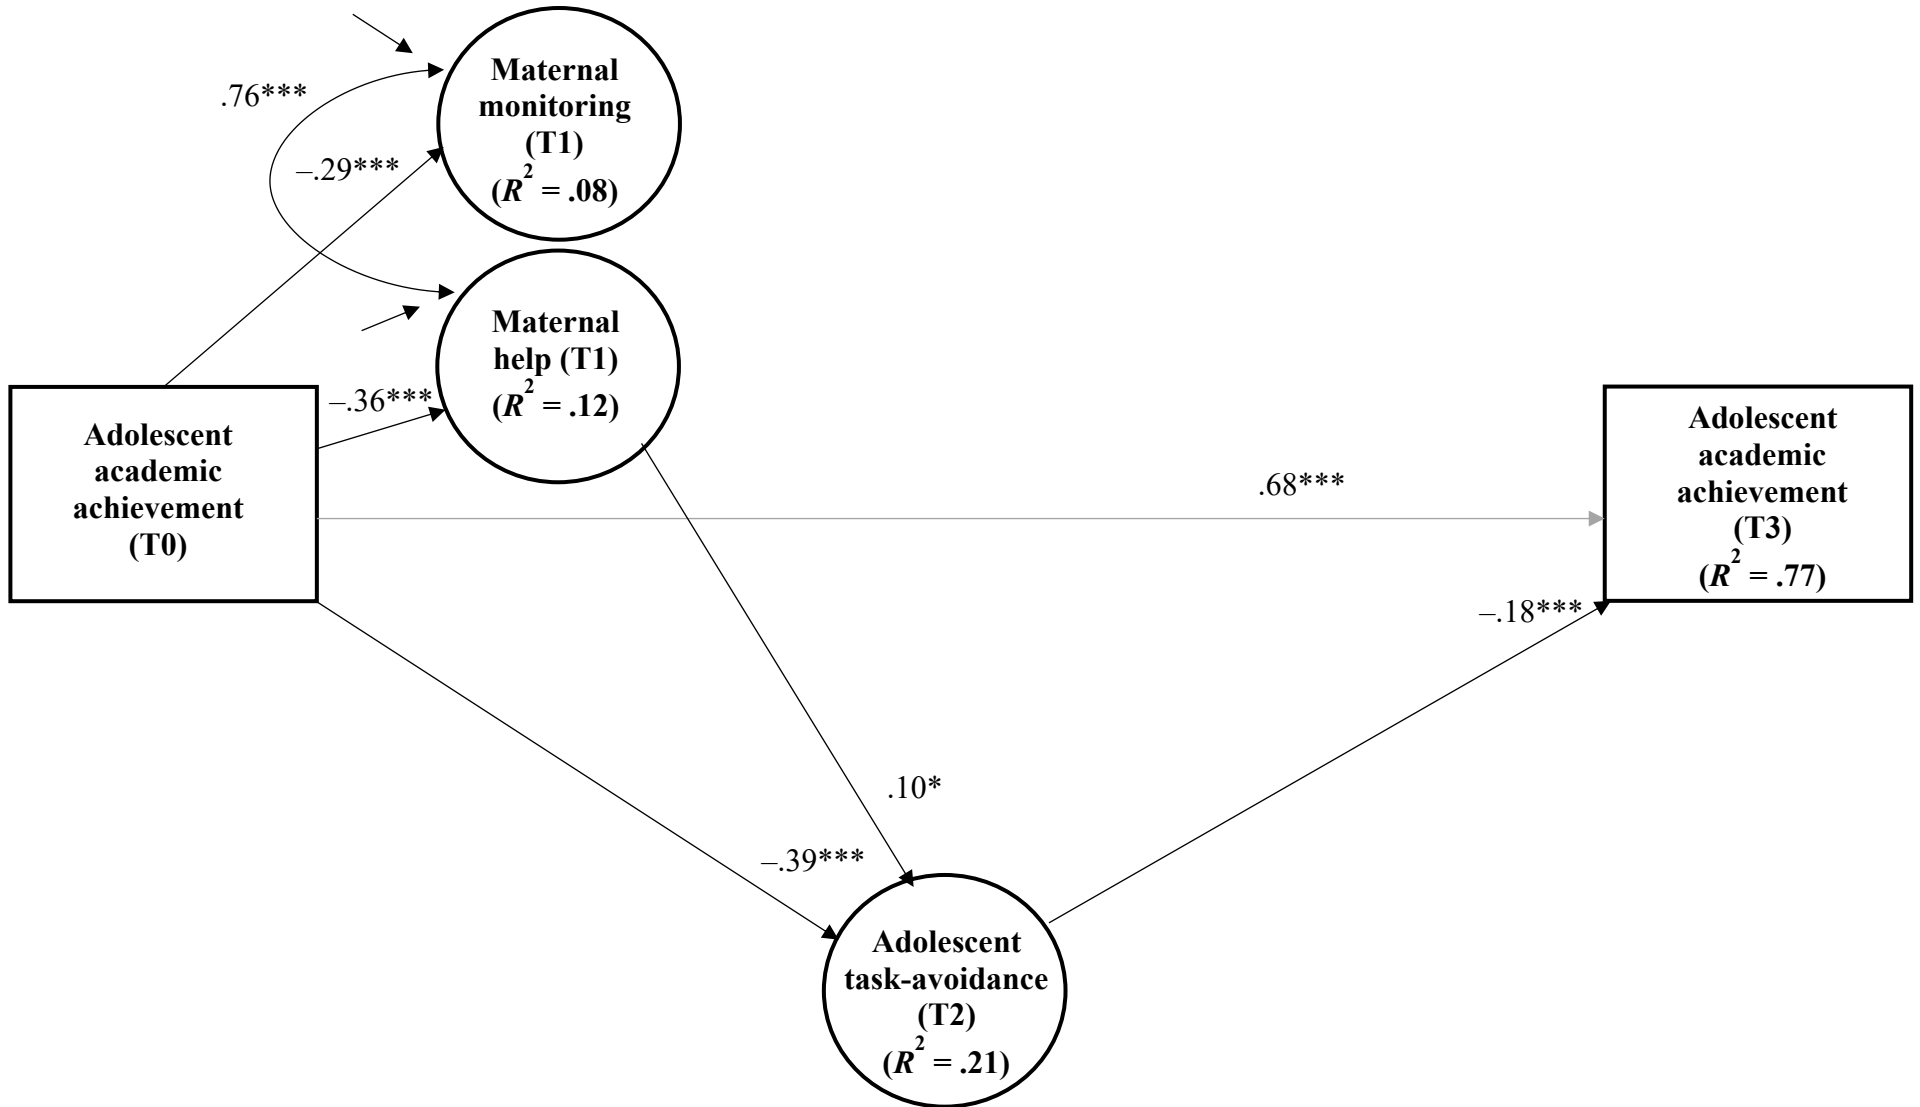 Maternal
monitoring
(T1)
(R² = .08)
.76***
–.29***
Maternal
help (T1)
(R² = .12)
–.36***
Adolescent
academic
achievement
(T0)
.68***
Adolescent
academic
achievement
(T3)
(R² = .77)
–.18***
.10*
–.39***
Adolescent
task-avoidance
(T2)
(R² = .21)